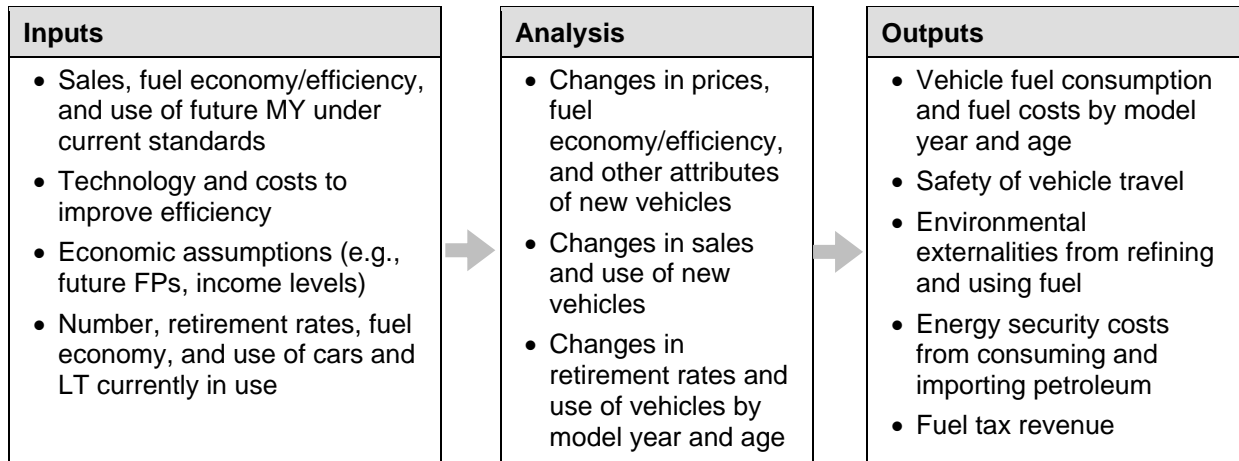 Inputs
• Sales, fuel economy/efficiency,
and use of future MY under
current standards
• Technology and costs to
improve efficiency
• Economic assumptions (e.g.,
future FPs, income levels)
• Number, retirement rates, fuel
economy, and use of cars and
LT currently in use
Analysis
• Changes in prices,
fuel
economy/efficiency,
and other attributes
of new vehicles
• Changes in sales
and use of new
vehicles
• Changes in
retirement rates and
use of vehicles by
model year and age
Outputs
• Vehicle fuel consumption
and fuel costs by model
year and age
• Safety of vehicle travel
• Environmental
externalities from refining
and using fuel
• Energy security costs
from consuming and
importing petroleum
• Fuel tax revenue